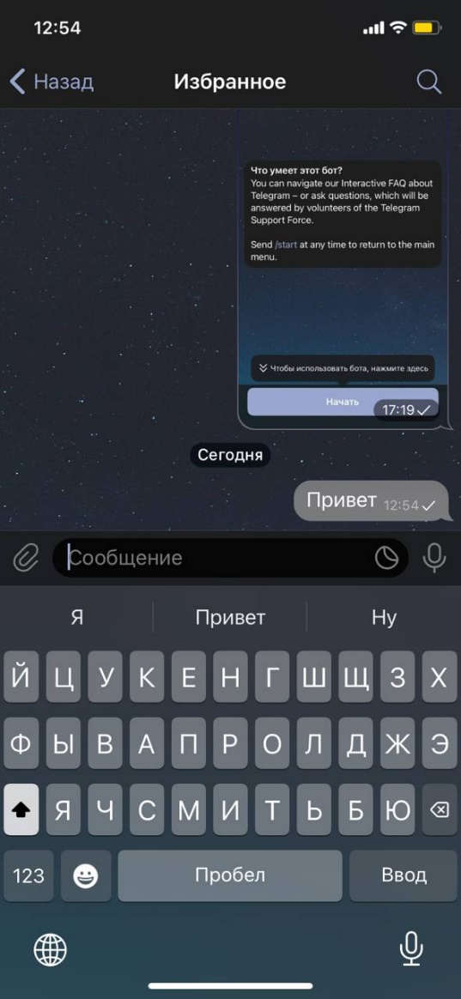 12:54
Назад
Избранное
Что умеет этот бот?
You can navigate our Interactive FAQ about
Telegram – or ask questions, which will be
answered by volunteers of the Telegram
Support Force.
Send /start at any time to return to the main
menu.
Чтобы использовать бота, нажмите здесь
Начать
17:19
Сегодня
Привет 12:54
Сообщение
Я Привет Ну
Й Ц У К Е Н Г Ш Щ З Х
Ф Ы В А П Р О Л Д Ж Э
Я Ч С М И Т Ь Б Ю
123 Пробел Ввод